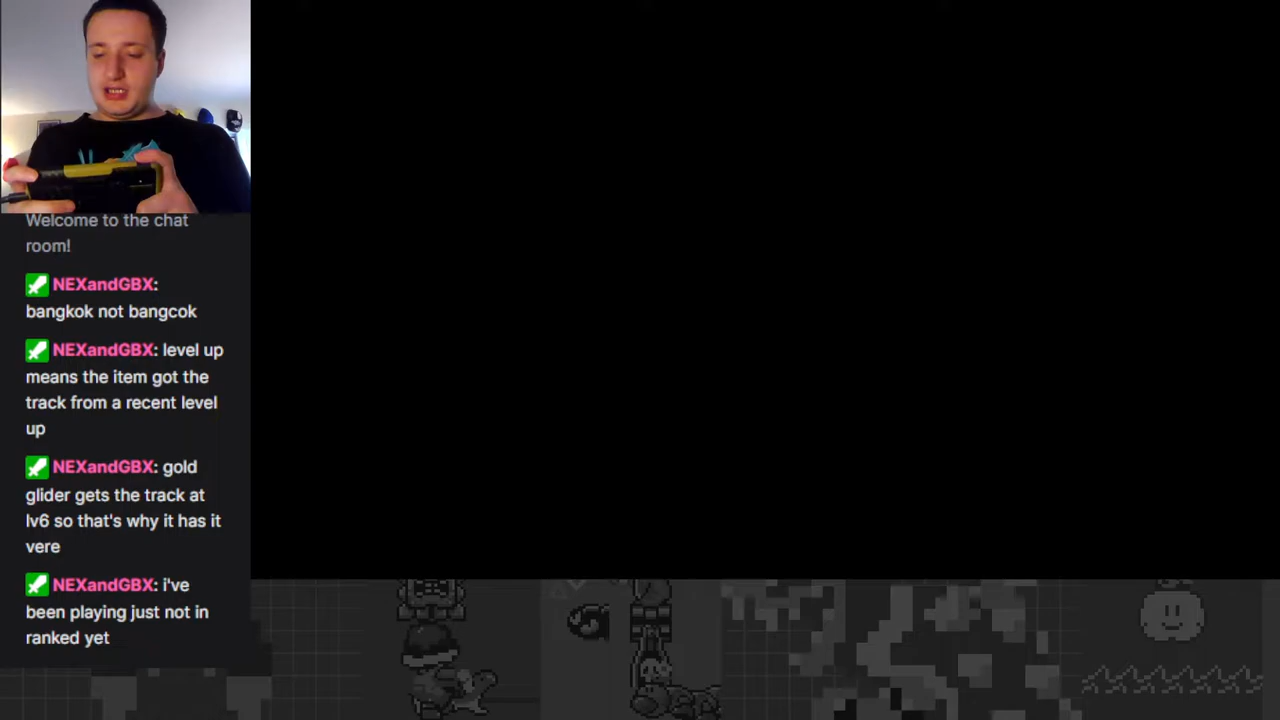 Welcome to the chat
room!
NEXandGBX:
bangkok not bangcok
NEXandGBX: level up
means the item got the
track from a recent level
up
NEXandGBX: gold
glider gets the track at
lv6 so that's why it has it
vere
NEXandGBX: i've
been playing just not in
ranked yet